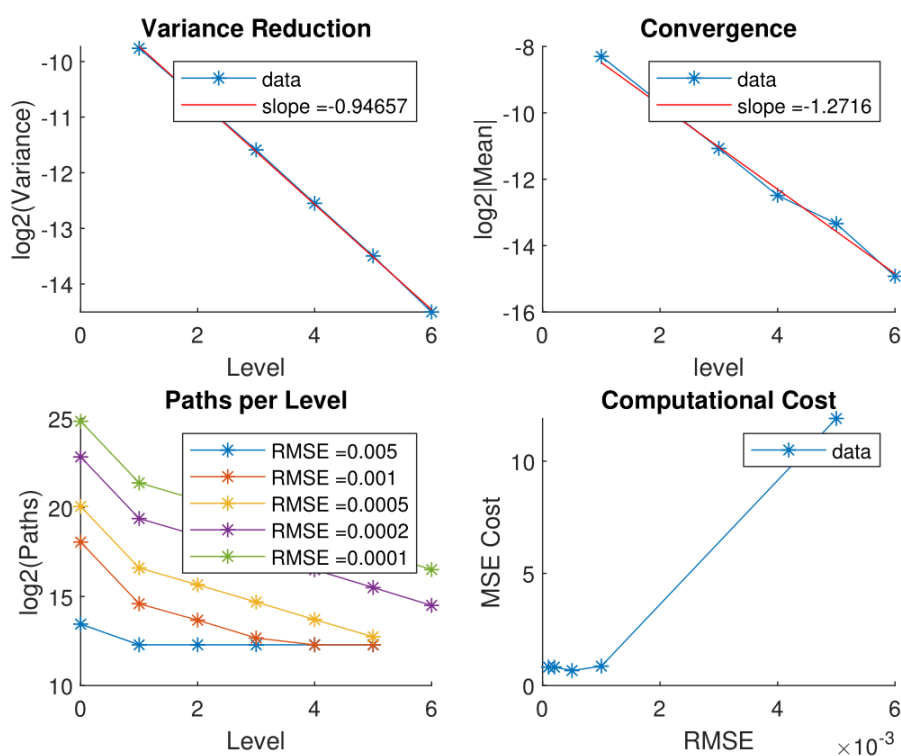 Variance Reduction
-10
-11
-12
-13
-14
log2(Variance)
data
slope =-0.94657
0 2 4 6
Level
Convergence
-8
-10
-12
-14
-16
log2|Mean|
data
slope =-1.2716
0 2 4 6
level
Paths per Level
25
20
15
10
log2(Paths)
RMSE =0.005
RMSE =0.001
RMSE =0.0005
RMSE =0.0002
RMSE =0.0001
0 2 4 6
Level
Computational Cost
10
5
0
MSE Cost
data
0 2 4 6
RMSE ×10-3